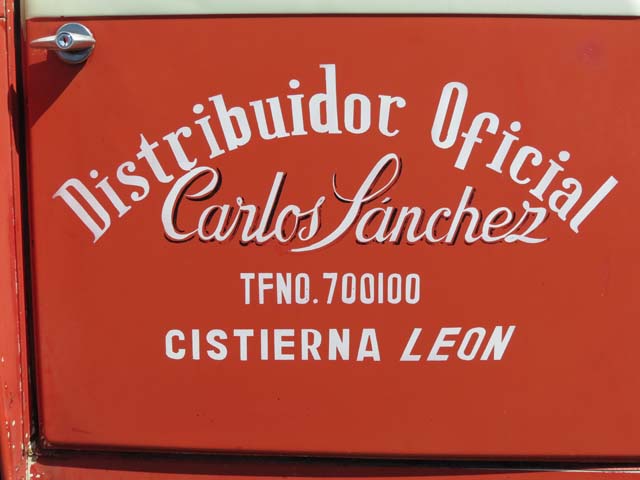 Distribuidor Oficial
Carlos Sánchez
TFNO. 700100
CISTIERNA LEON